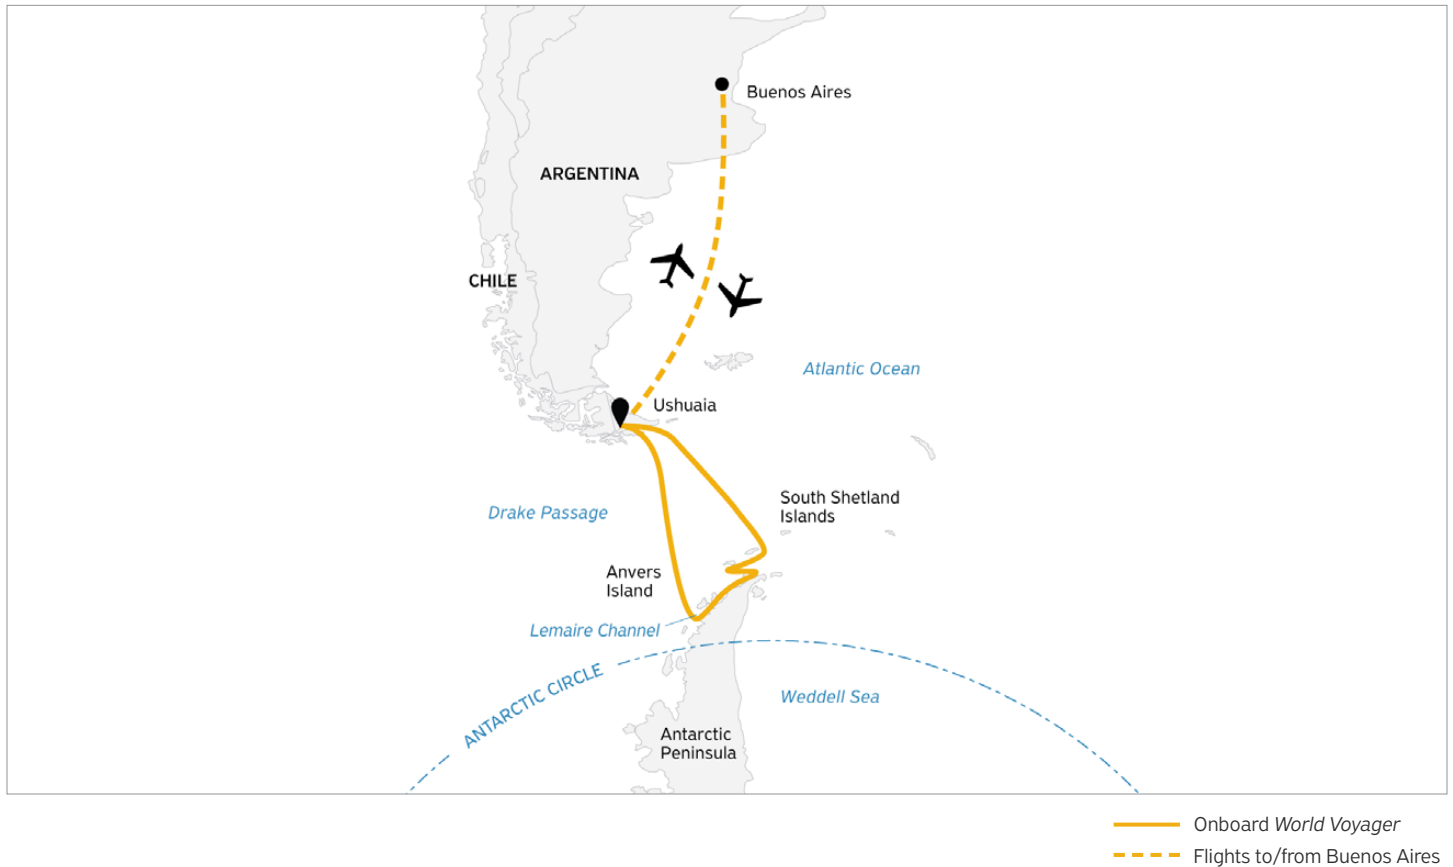 Buenos Aires
ARGENTINA
CHILE
Atlantic Ocean
Ushuaia
South Shetland
Islands
Drake Passage
Anvers
Island
Lemaire Channel
ANTARCTIC CIRCLE
Weddell Sea
Antarctic
Peninsula
Onboard World Voyager
Flights to/from Buenos Aires